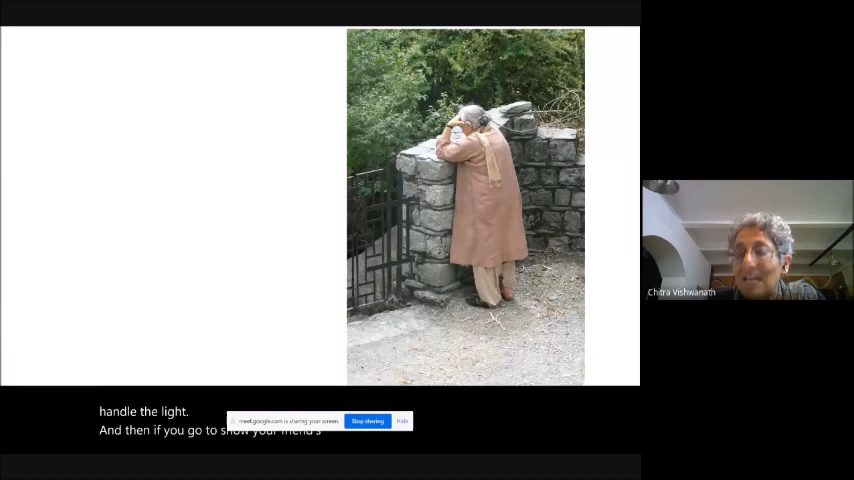 Chitra Vishwanath
handle the light.
And then if you go to show your friend's
meet.google.com is sharing your screen.
Stop sharing
Hide